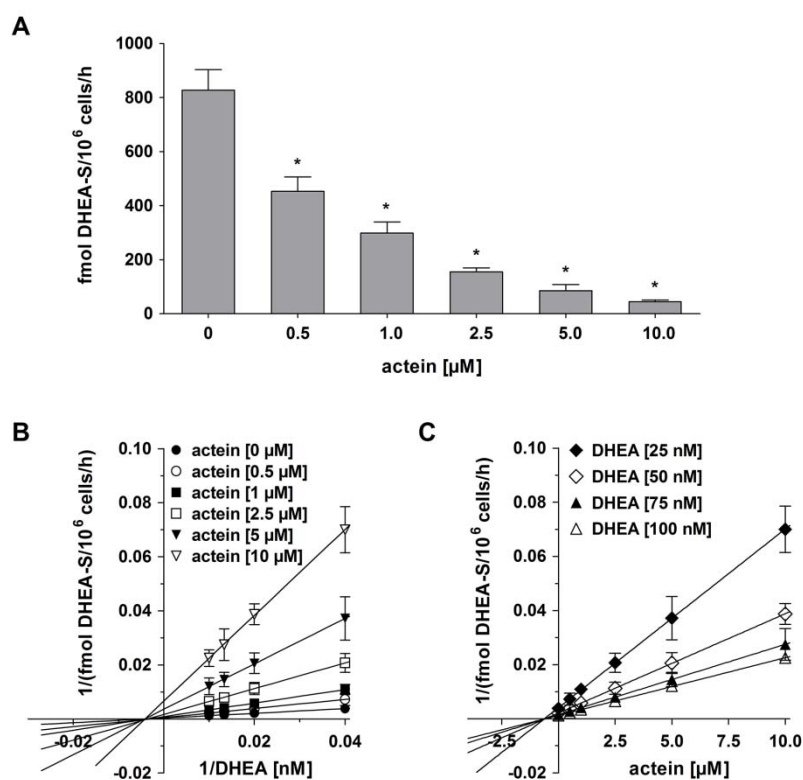 A
fmol DHEA-S/10⁶ cells/h
1000
800
600
400
200
0
*
*
*
*
*
0 0.5 1.0 2.5 5.0 10.0
actein [µM]
B
1/(fmol DHEA-S/10⁶ cells/h)
0.10
0.08
0.06
0.04
0.02
-0.02
actein [0 µM]
actein [0.5 µM]
actein [1 µM]
actein [2.5 µM]
actein [5 µM]
actein [10 µM]
-0.02 0.02 0.04
1/DHEA [nM]
C
1/(fmol DHEA-S/10⁶ cells/h)
0.10
0.08
0.06
0.04
0.02
-0.02
DHEA [25 nM]
DHEA [50 nM]
DHEA [75 nM]
DHEA [100 nM]
-2.5 2.5 5.0 7.5 10.0
actein [µM]